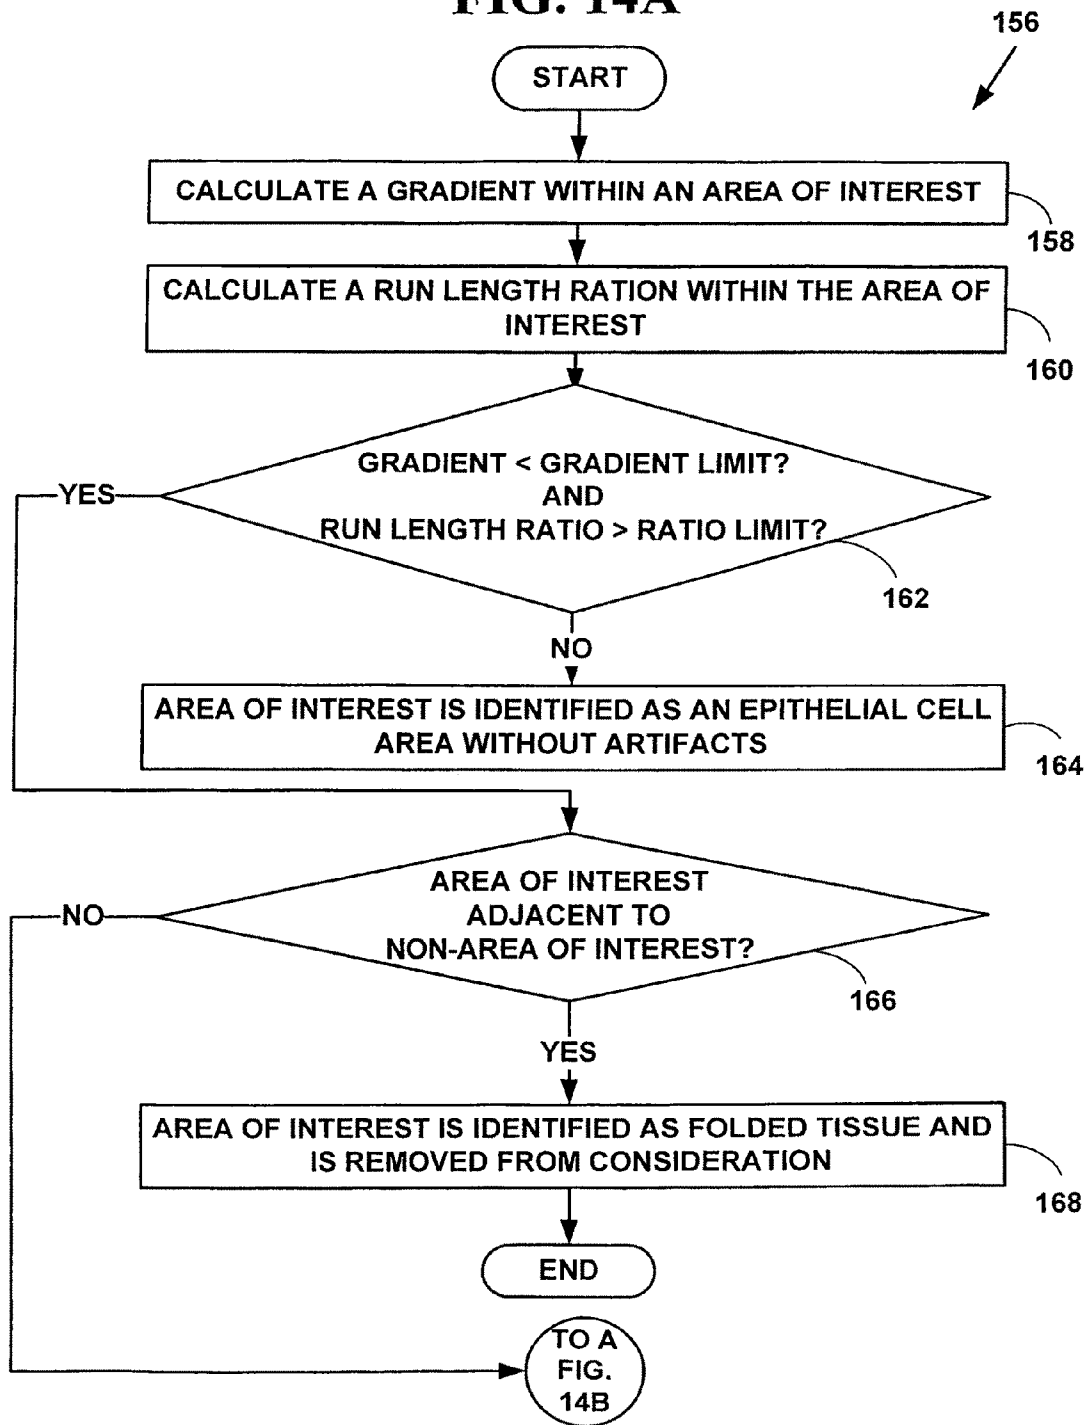 FIG. 14A
156
START
CALCULATE A GRADIENT WITHIN AN AREA OF INTEREST
158
CALCULATE A RUN LENGTH RATION WITHIN THE AREA OF
INTEREST
160
GRADIENT < GRADIENT LIMIT?
AND
RUN LENGTH RATIO > RATIO LIMIT?
YES
162
NO
AREA OF INTEREST IS IDENTIFIED AS AN EPITHELIAL CELL
AREA WITHOUT ARTIFACTS
164
AREA OF INTEREST
ADJACENT TO
NON-AREA OF INTEREST?
NO
166
YES
AREA OF INTEREST IS IDENTIFIED AS FOLDED TISSUE AND
IS REMOVED FROM CONSIDERATION
168
END
TO A
FIG.
14B